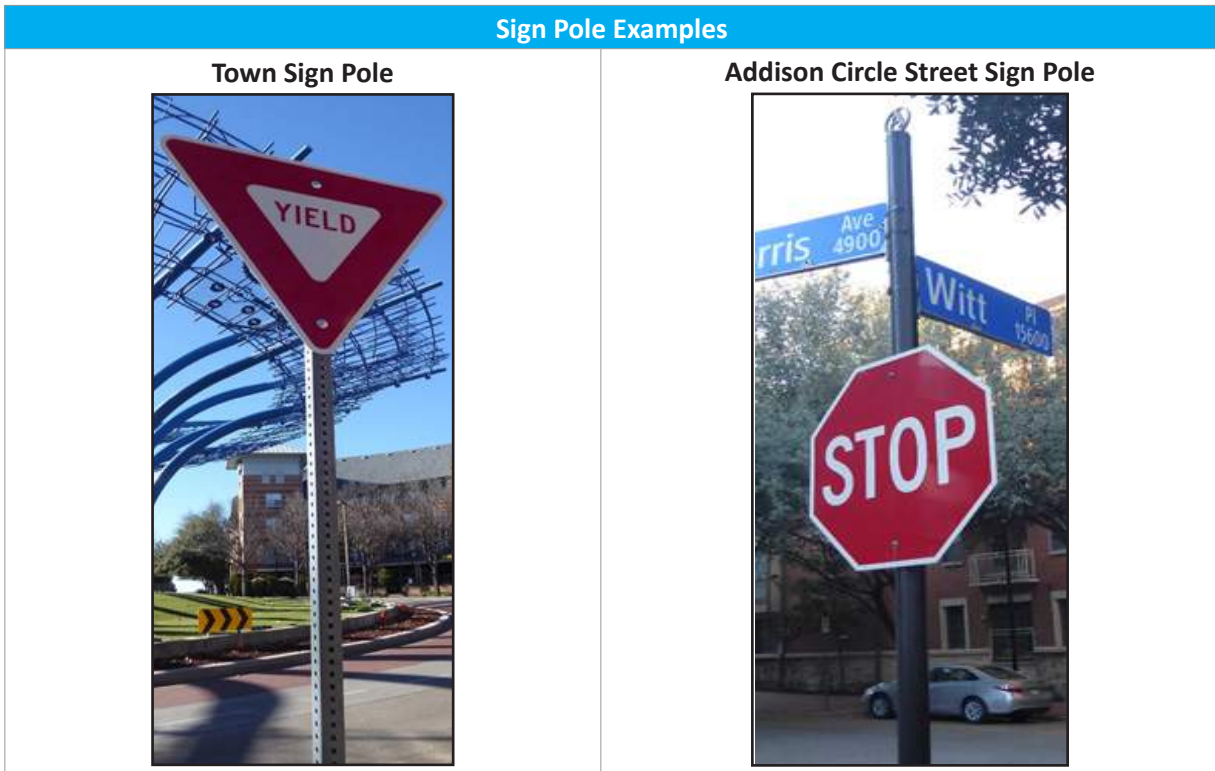 Sign Pole Examples
Town Sign Pole
YIELD
Addison Circle Street Sign Pole
rris Ave
4900
Witt Pl
15600
STOP